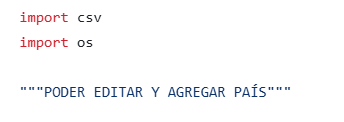 import csv
import os
"""PODER EDITAR Y AGREGAR PAÍS"""